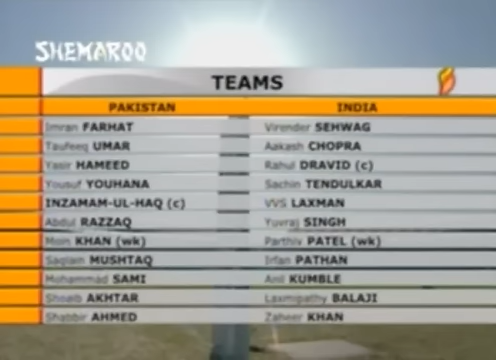 SHEMAROO
TEAMS
PAKISTAN INDIA
Imran FARHAT Virender SEHWAG
Taufeeq UMAR Aakash CHOPRA
Yasir HAMEED Rahul DRAVID (c)
Yousuf YOUHANA Sachin TENDULKAR
INZAMAM-UL-HAQ (c) VVS LAXMAN
Abdul RAZZAQ Yuvraj SINGH
Moin KHAN (wk) Parthiv PATEL (wk)
Saqlain MUSHTAQ Irfan PATHAN
Mohammad SAMI Anil KUMBLE
Shoaib AKHTAR Laxmipathy BALAJI
Shabbir AHMED Zaheer KHAN